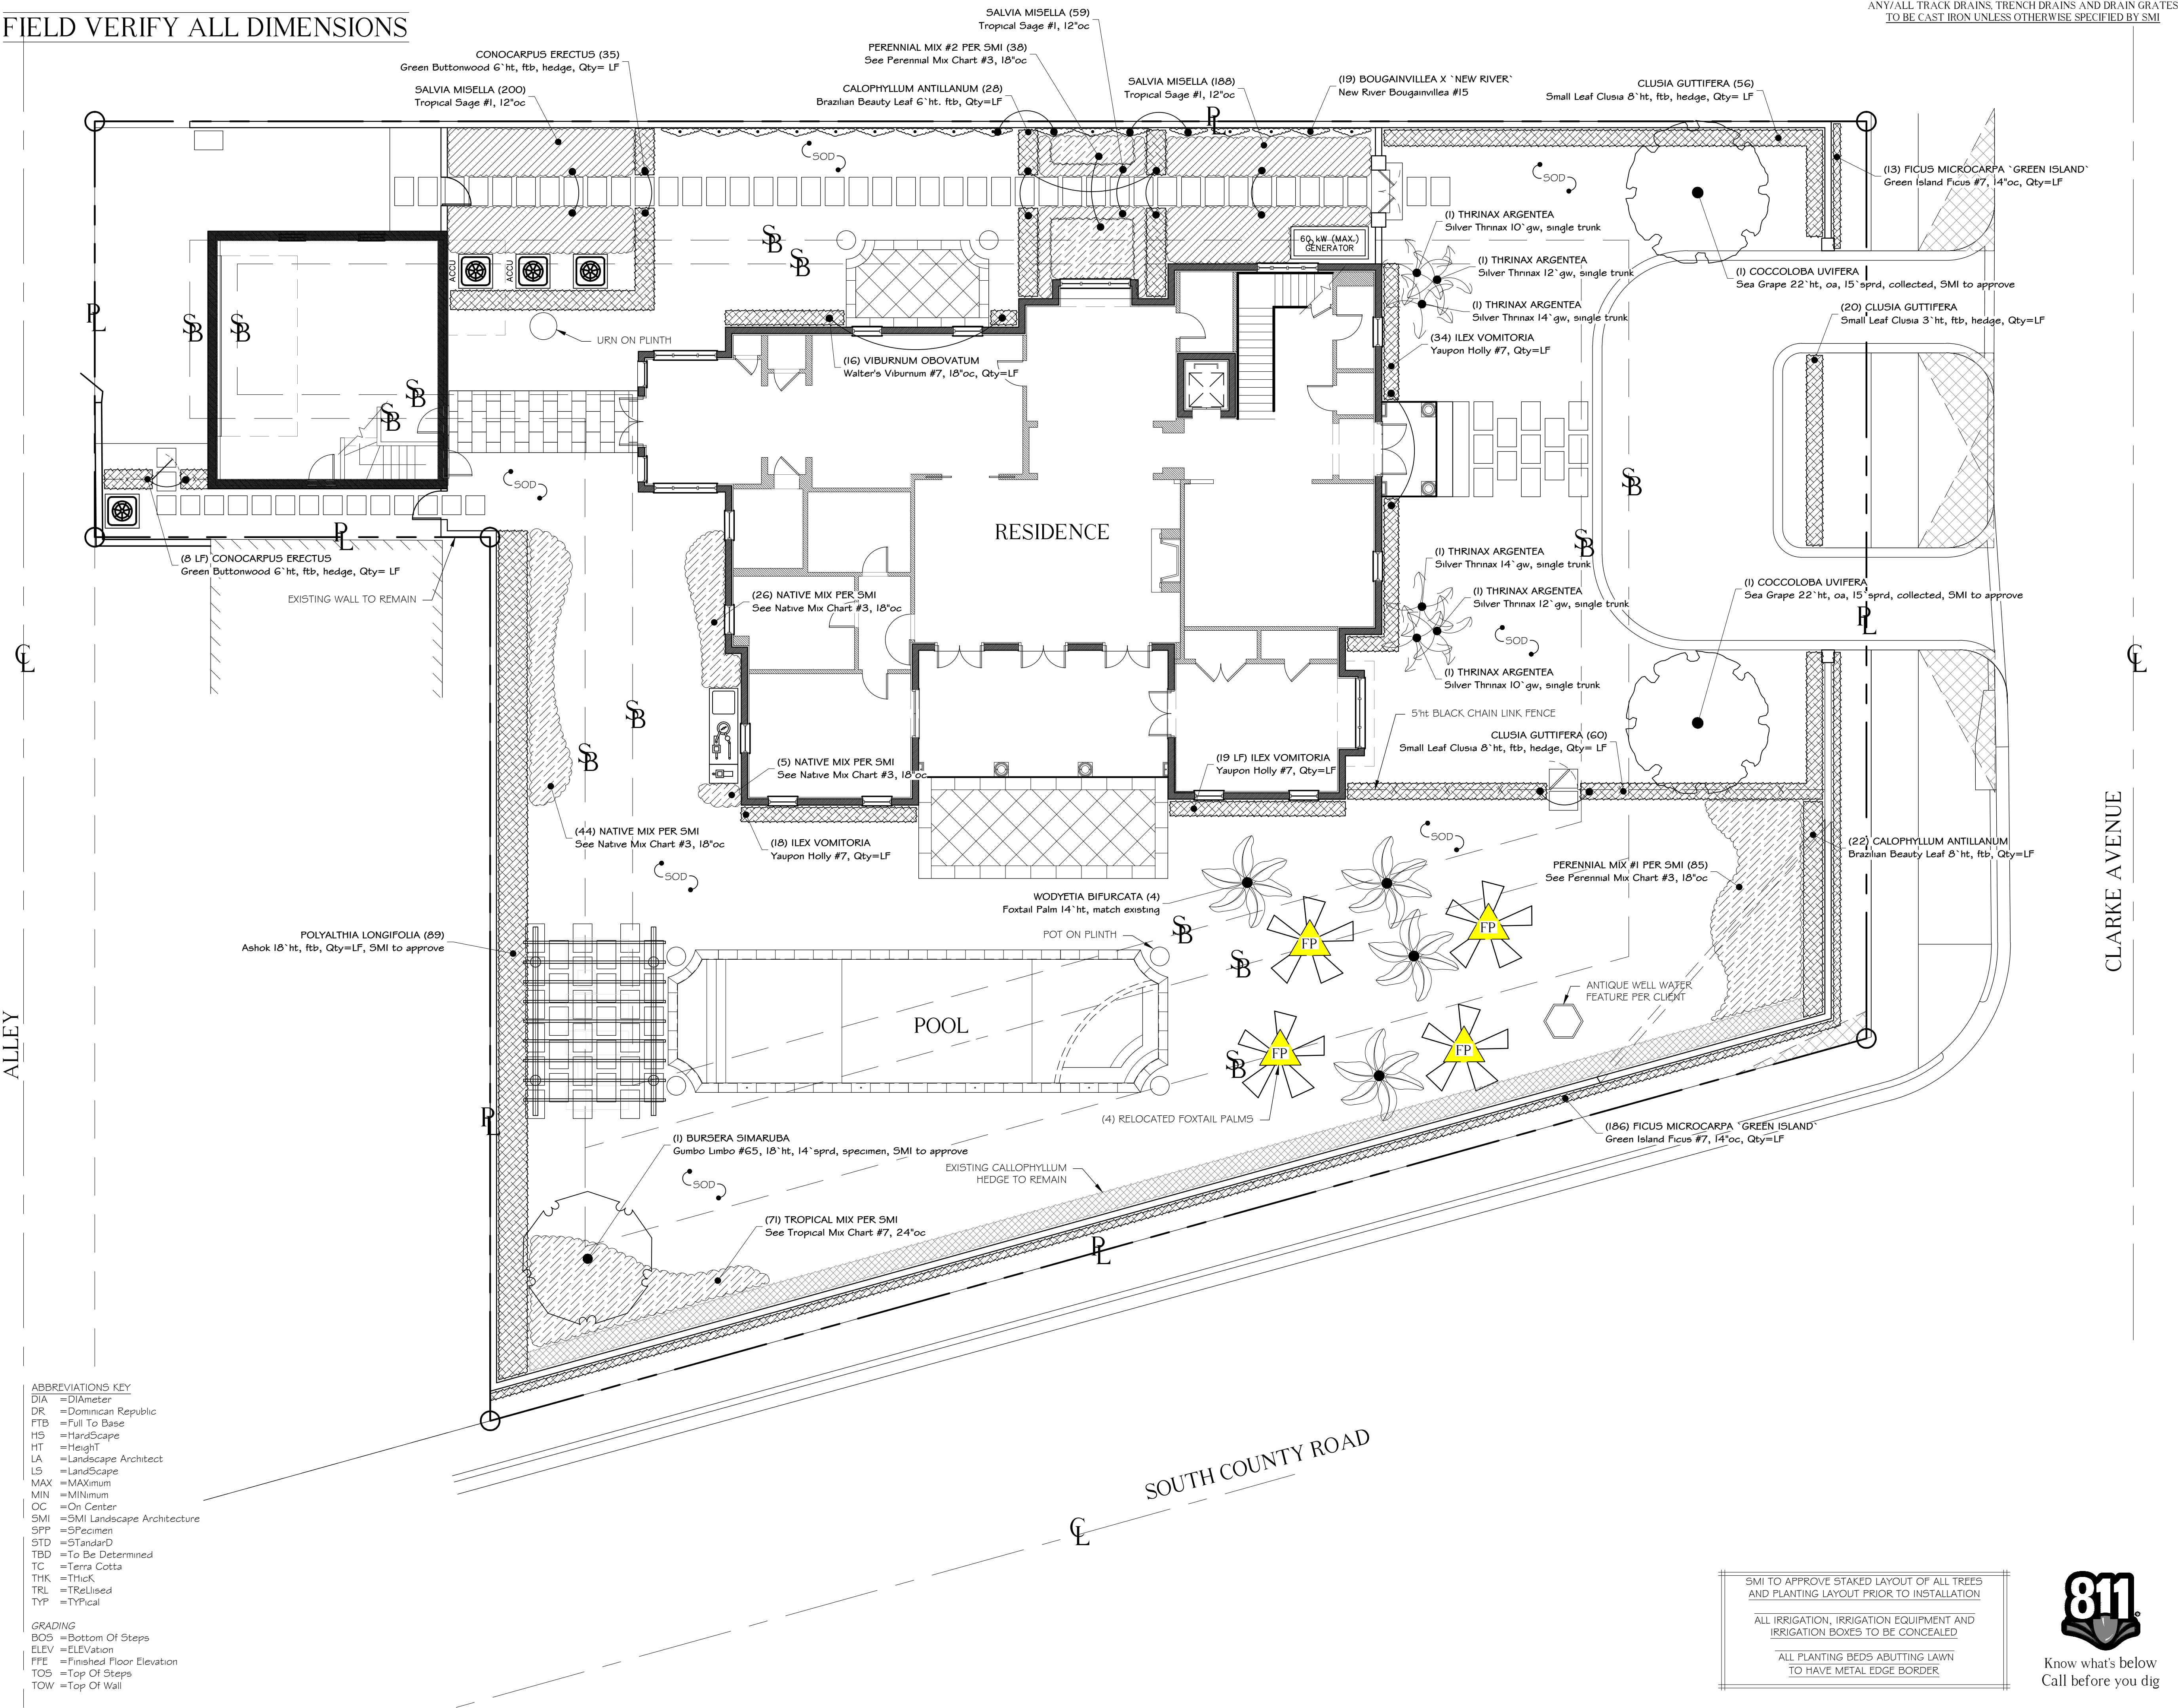 FIELD VERIFY ALL DIMENSIONS
ANY/ALL TRACK DRAINS, TRENCH DRAINS AND DRAIN GRATES
TO BE CAST IRON UNLESS OTHERWISE SPECIFIED BY SMI
SALVIA MISELLA (59)
Tropical Sage #1, 12"oc
PERENNIAL MIX #2 PER SMI (38)
See Perennial Mix Chart #3, 18"oc
CONOCARPUS ERECTUS (35)
Green Buttonwood 6`ht, ftb, hedge, Qty= LF
SALVIA MISELLA (200)
Tropical Sage #1, 12"oc
CALOPHYLLUM ANTILLANUM (28)
Brazilian Beauty Leaf 6`ht. ftb, Qty=LF
SALVIA MISELLA (188)
Tropical Sage #1, 12"oc
(19) BOUGAINVILLEA X `NEW RIVER`
New River Bougainvillea #15
CLUSIA GUTTIFERA (56)
Small Leaf Clusia 8`ht, ftb, hedge, Qty= LF
PL
SOD
SOD
(13) FICUS MICROCARPA `GREEN ISLAND`
Green Island Ficus #7, 14"oc, Qty=LF
(1) THRINAX ARGENTEA
Silver Thrinax 10`gw, single trunk
SB
SB
60 kW (MAX.)
GENERATOR
ACCU
ACCU
(1) THRINAX ARGENTEA
Silver Thrinax 12`gw, single trunk
(1) COCCOLOBA UVIFERA
Sea Grape 22`ht, oa, 15`sprd, collected, SMI to approve
(1) THRINAX ARGENTEA
Silver Thrinax 14`gw, single trunk
(20) CLUSIA GUTTIFERA
Small Leaf Clusia 3`ht, ftb, hedge, Qty=LF
PL
SB
SB
URN ON PLINTH
(34) ILEX VOMITORIA
Yaupon Holly #7, Qty=LF
(16) VIBURNUM OBOVATUM
Walter's Viburnum #7, 18"oc, Qty=LF
SB
SB
SOD
SB
RESIDENCE
PL
SB
(8 LF) CONOCARPUS ERECTUS
Green Buttonwood 6`ht, ftb, hedge, Qty= LF
(1) THRINAX ARGENTEA
Silver Thrinax 14`gw, single trunk
EXISTING WALL TO REMAIN
(26) NATIVE MIX PER SMI
See Native Mix Chart #3, 18"oc
(1) THRINAX ARGENTEA
Silver Thrinax 12`gw, single trunk
(1) COCCOLOBA UVIFERA
Sea Grape 22`ht, oa, 15`sprd, collected, SMI to approve
PL
SOD
CL
CL
(1) THRINAX ARGENTEA
Silver Thrinax 10`gw, single trunk
SB
5'ht BLACK CHAIN LINK FENCE
CLUSIA GUTTIFERA (60)
Small Leaf Clusia 8`ht, ftb, hedge, Qty= LF
SB
(5) NATIVE MIX PER SMI
See Native Mix Chart #3, 18"oc
(19 LF) ILEX VOMITORIA
Yaupon Holly #7, Qty=LF
(44) NATIVE MIX PER SMI
See Native Mix Chart #3, 18"oc
(18) ILEX VOMITORIA
Yaupon Holly #7, Qty=LF
SOD
(22) CALOPHYLLUM ANTILLANUM
Brazilian Beauty Leaf 8`ht, ftb, Qty=LF
CLARKE AVENUE
SOD
PERENNIAL MIX #1 PER SMI (85)
See Perennial Mix Chart #3, 18"oc
WODYETIA BIFURCATA (4)
Foxtail Palm 14`ht, match existing
POLYALTHIA LONGIFOLIA (89)
Ashok 18`ht, ftb, Qty=LF, SMI to approve
POT ON PLINTH
SB
FP
FP
SB
ANTIQUE WELL WATER
FEATURE PER CLIENT
POOL
ALLEY
FP
FP
SB
PL
(4) RELOCATED FOXTAIL PALMS
(186) FICUS MICROCARPA `GREEN ISLAND`
Green Island Ficus #7, 14"oc, Qty=LF
(1) BURSERA SIMARUBA
Gumbo Limbo #65, 18`ht, 14`sprd, specimen, SMI to approve
EXISTING CALLOPHYLLUM
HEDGE TO REMAIN
SOD
(71) TROPICAL MIX PER SMI
See Tropical Mix Chart #7, 24"oc
PL
SOUTH COUNTY ROAD
CL
ABBREVIATIONS KEY
DIA =DIAmeter
DR =Dominican Republic
FTB =Full To Base
HS =HardScape
HT =HeighT
LA =Landscape Architect
LS =LandScape
MAX =MAXimum
MIN =MINimum
OC =On Center
SMI =SMI Landscape Architecture
SPP =SPecimen
STD =STandarD
TBD =To Be Determined
TC =Terra Cotta
THK =THicK
TRL =TReLlised
TYP =TYPical
GRADING
BOS =Bottom Of Steps
ELEV =ELEVation
FFE =Finished Floor Elevation
TOS =Top Of Steps
TOW =Top Of Wall
SMI TO APPROVE STAKED LAYOUT OF ALL TREES
AND PLANTING LAYOUT PRIOR TO INSTALLATION
ALL IRRIGATION, IRRIGATION EQUIPMENT AND
IRRIGATION BOXES TO BE CONCEALED
ALL PLANTING BEDS ABUTTING LAWN
TO HAVE METAL EDGE BORDER
811
Know what's below
Call before you dig